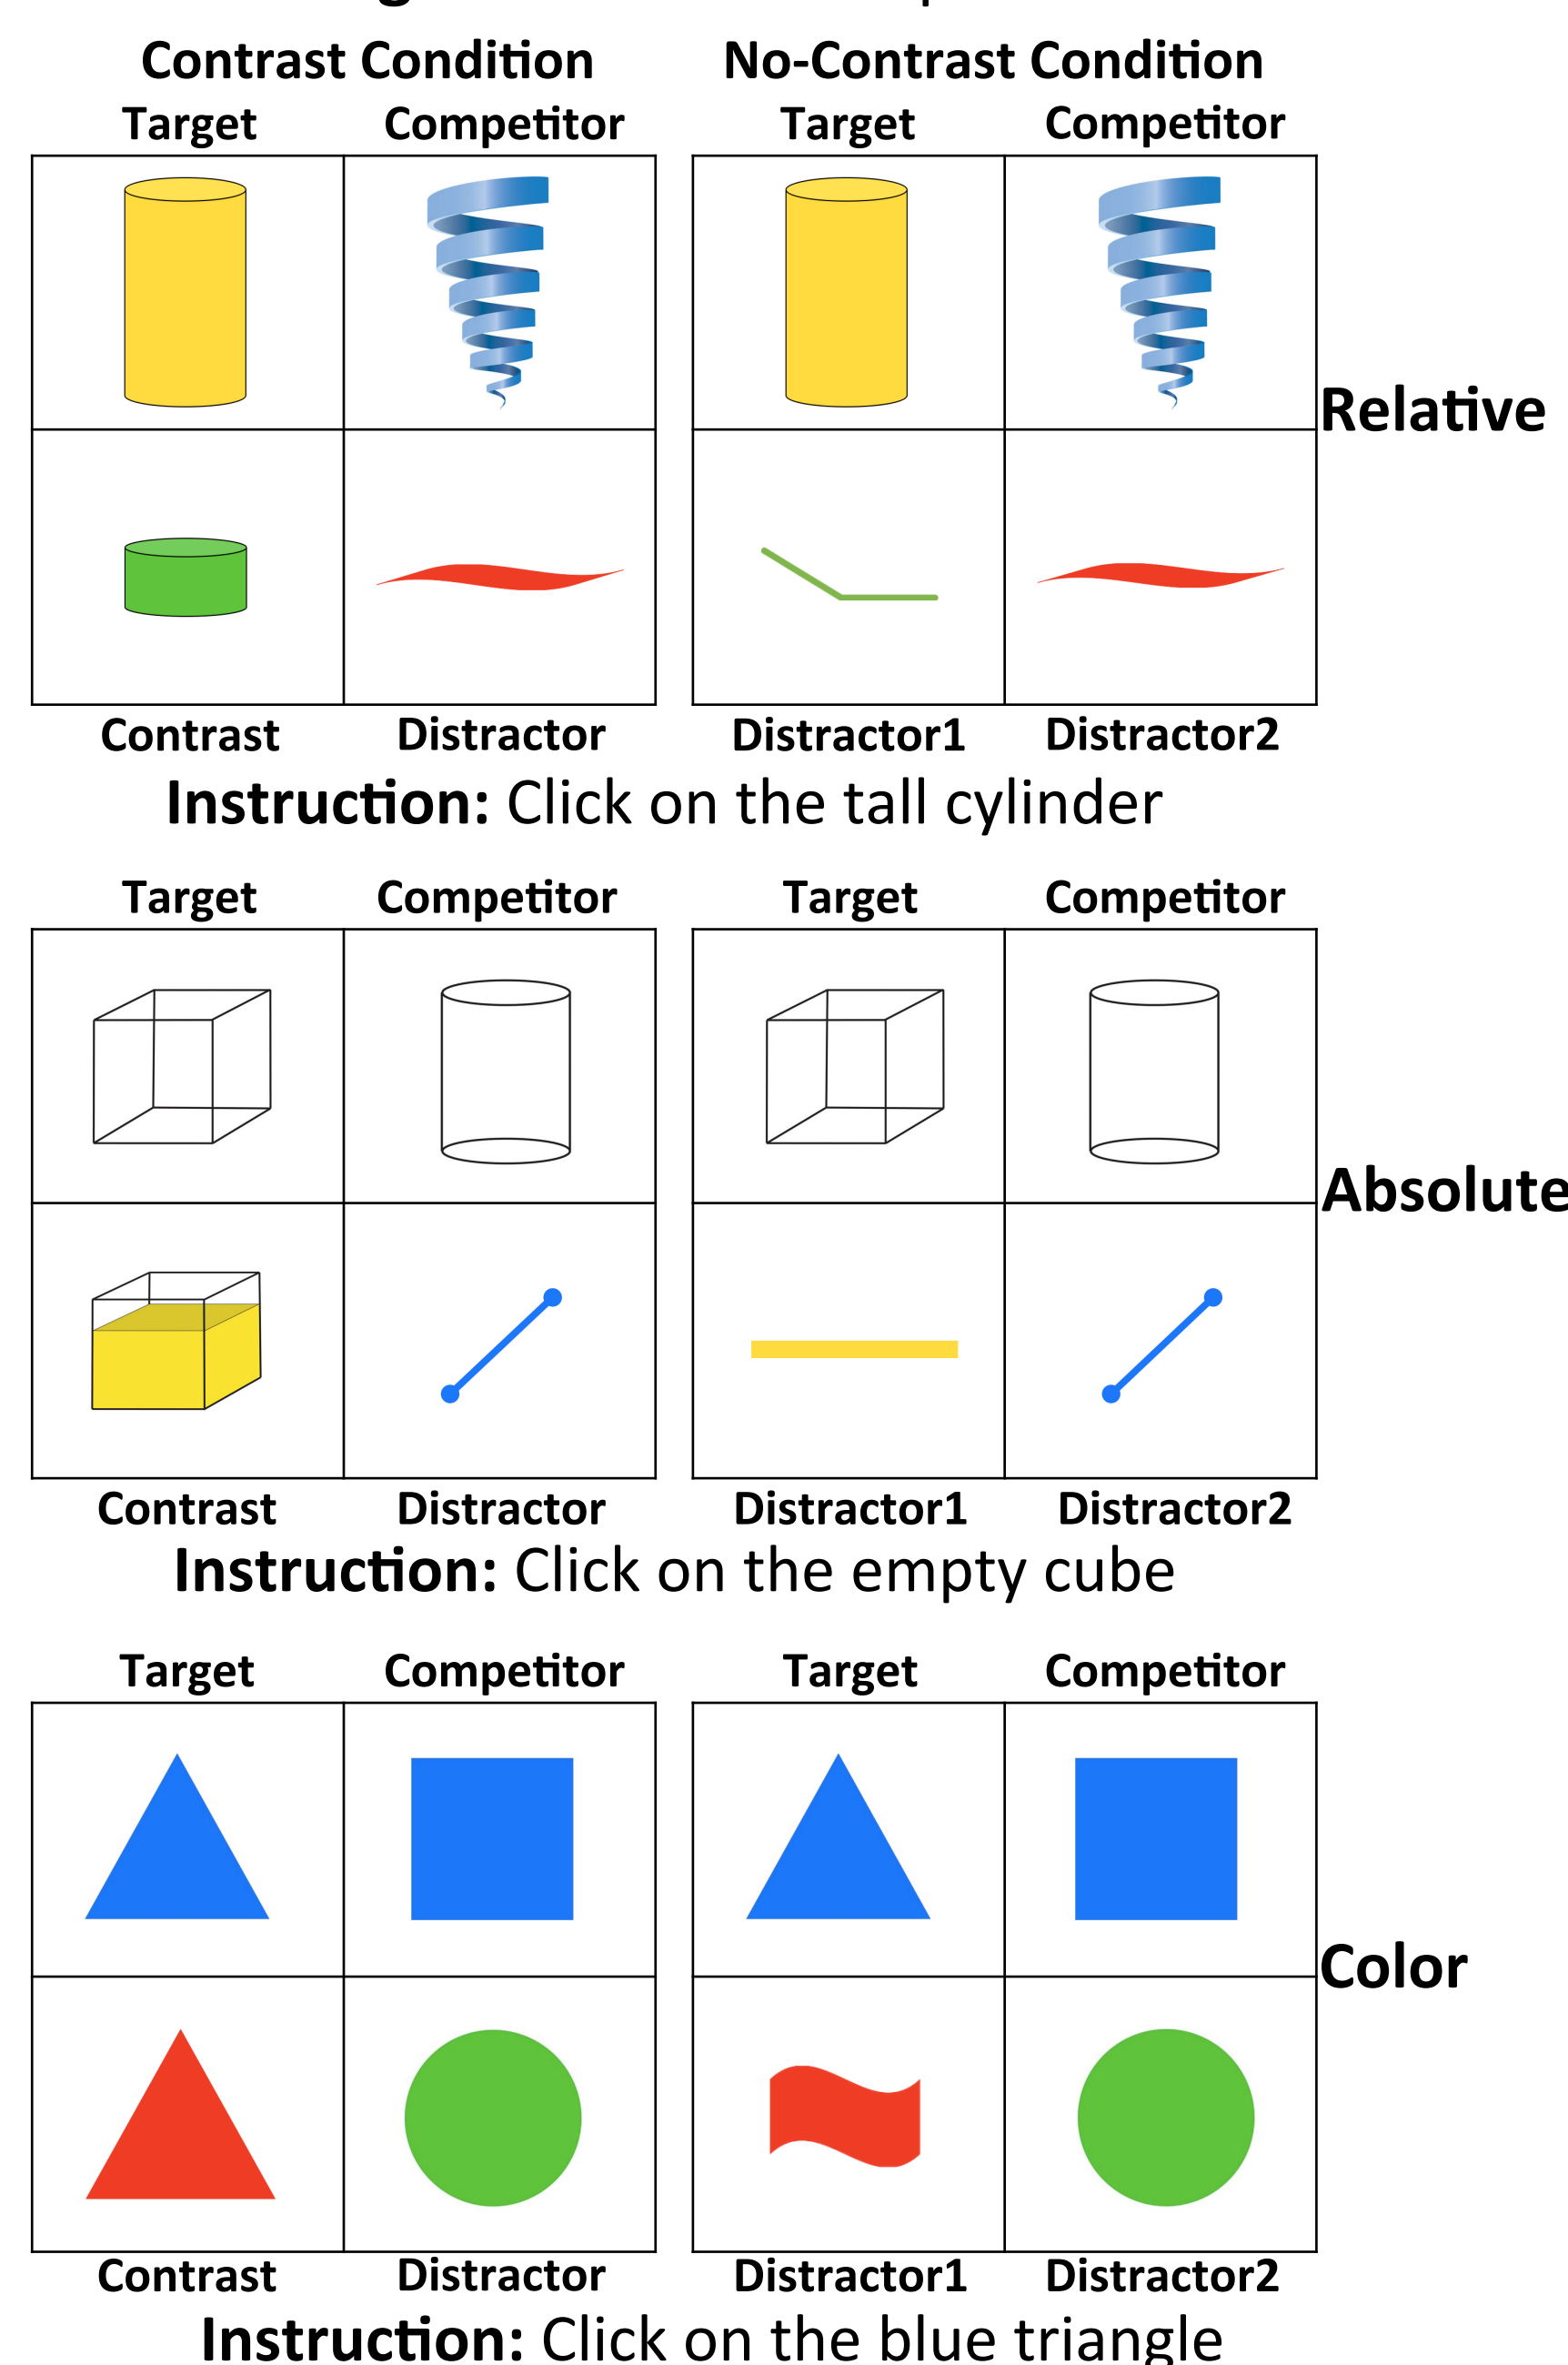 Contrast Condition No-Contrast Condition
Target Competitor Target Competitor
Relative
Contrast Distractor Distractor1 Distractor2
Instruction: Click on the tall cylinder
Target Competitor Target Competitor
Absolute
Contrast Distractor Distractor1 Distractor2
Instruction: Click on the empty cube
Target Competitor Target Competitor
Color
Contrast Distractor Distractor1 Distractor2
Instruction: Click on the blue triangle